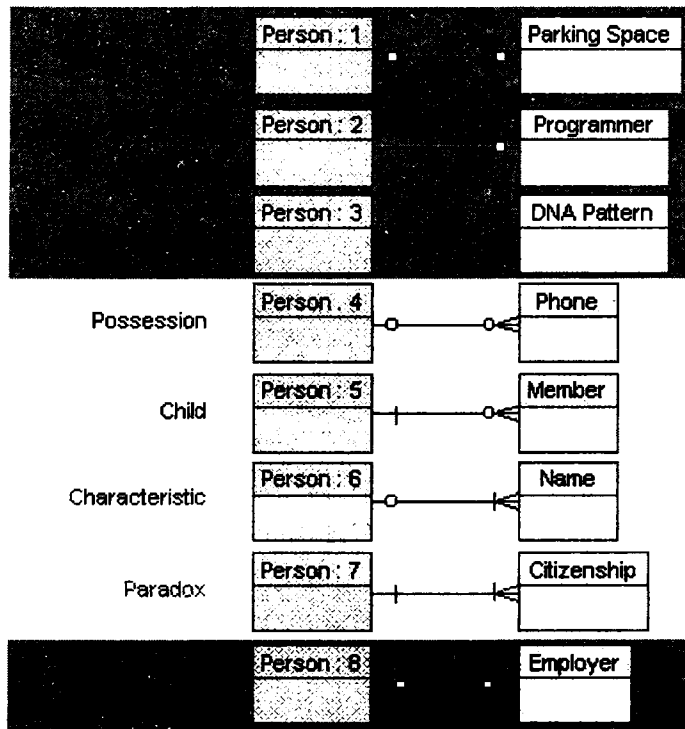 Person : 1 Parking Space
Person : 2 Programmer
Person : 3 DNA Pattern
Possession Person : 4 Phone
Child Person : 5 Member
Characteristic Person : 6 Name
Paradox Person : 7 Citizenship
Person : 8 Employer